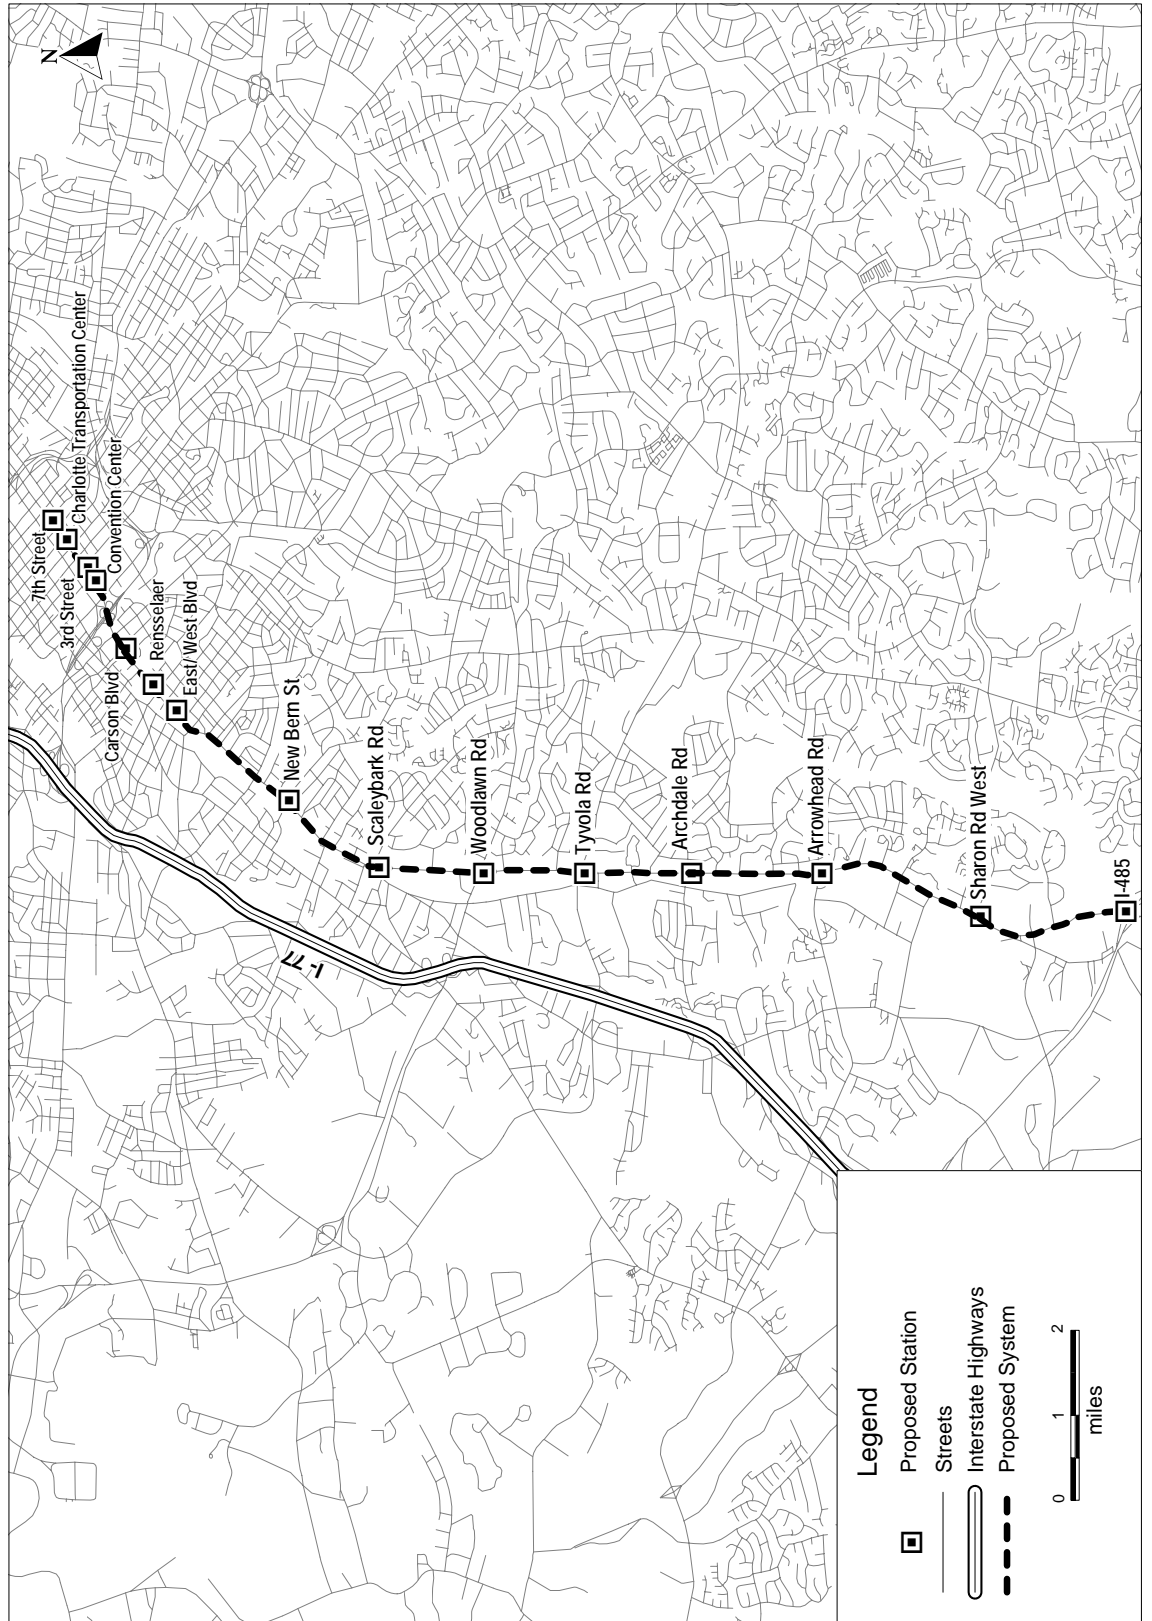 N
7th Street
Charlotte Transportation Center
3rd Street
Convention Center
Carson Blvd
Rensselaer
East/ West Blvd
New Bern St
Scaleybark Rd
Woodlawn Rd
Tyvola Rd
Archdale Rd
Arrowhead Rd
Sharon Rd West
I-485
I-77
Legend
Proposed Station
Streets
Interstate Highways
Proposed System
0 1 2
miles